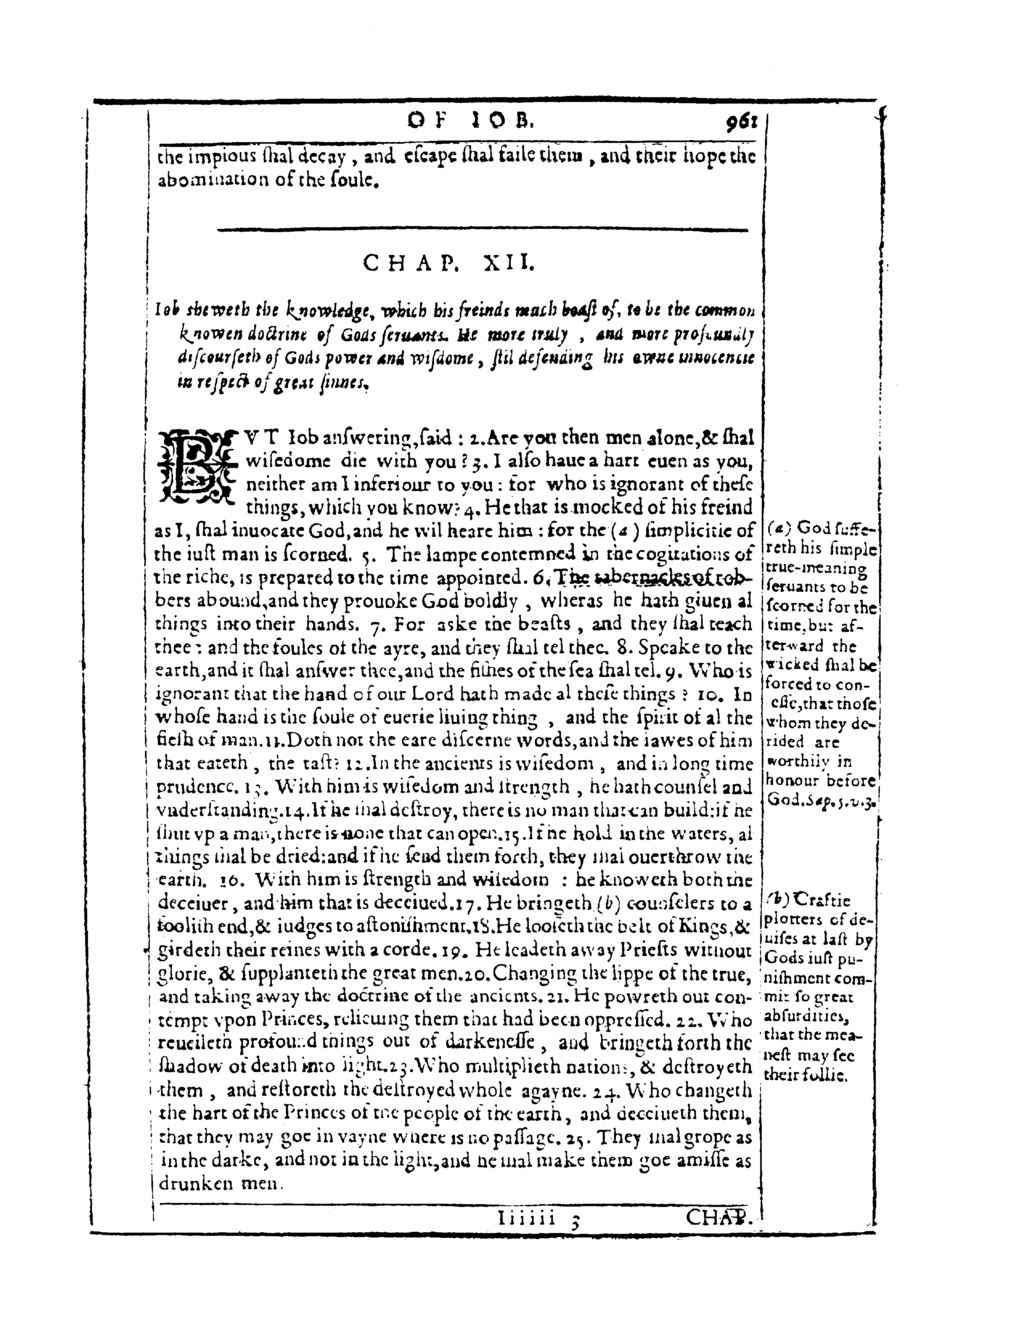 OF IOB. 961
the impious ſhal decay, and eſcape ſhal faile them, and their hope the
abomination of the ſoule.
CHAP. XII.
Iob sheweth the knowledge, which his freinds much boaſt of, to be the common
knowen doctrine of Gods ſeruants. He more truly, and more profoundly
diſcourſeth of Gods power and wiſdome, ſtil defending his owne innocencie
in reſpect of great ſinnes.
BVT Iob anſwering, ſaid: 2. Are you then men alone, & ſhal
wiſedome die with you? 3. I alſo haue a hart euen as you,
neither am I inferiour to you: for who is ignorant of theſe
things, which you know? 4. He that is mocked of his freind
as I, ſhal inuocate God, and he wil heare him: for the (a) ſimplicitie of
the iuſt man is ſcorned. 5. The lampe contemned in the cogitations of
the riche, is prepared to the time appointed. 6. The tabernacles of rob-
bers abound, and they prouoke God boldly, wheras he hath giuen al
things into their hands. 7. For aske the beaſts, and they ſhal teach
thee: and the foules of the ayre, and they ſhal tel thee. 8. Speake to the
earth, and it ſhal anſwer thee, and the fiſhes of the ſea ſhal tel. 9. Who is
ignorant that the hand of our Lord hath made al theſe things? 10. In
whoſe hand is the ſoule of euerie liuing thing, and the ſpirit of al the
fleſh of man. 11. Doth not the eare diſcerne words, and the iawes of him
that eateth, the taſt? 12. In the ancients is wiſedom, and in long time
prudence. 13. With him is wiſedom and ſtrength, he hath counſel and
vnderſtanding. 14. If he ſhal deſtroy, there is no man that can build: if he
ſhut vp a man, there is none that can open. 15. If he hold in the waters, al
things ſhal be dried: and if he ſend them forth, they ſhal ouerthrow the
earth. 16. With him is ſtrength and wiſedom: he knoweth both the
deceiuer, and him that is deceiued. 17. He bringeth (b) counſelers to a
fooliſh end, & iudges to aſtoniſhment. 18. He looſeth the belt of Kings, &
girdeth their reines with a corde. 19. He leadeth away Prieſts without
glorie, & ſupplanteth the great men. 20. Changing the lippe of the true,
and taking away the doctrine of the ancients. 21. He powreth out con-
tempt vpon Princes, relieuing them that had been oppreſſed. 22. Who
reueileth profound things out of darkeneſſe, and bringeth forth the
ſhadow of death into light. 23. Who multiplieth nations, & deſtroyeth
them, and reſtoreth the deſtroyed whole agayne. 24. Who changeth
the hart of the Princes of the people of the earth, and deceiueth them,
that they may goe in vayne where is no paſſage. 25. They ſhal grope as
in the darke, and not in the light, and he ſhal make them goe amiſſe as
drunken men.
(a) God ſuffe-
reth his ſimple
true-meaning
ſeruants to be
ſcorned for the
time, but af-
terward the
wicked ſhal be
forced to con-
feſſe, that thoſe
whom they de-
rided are
worthily in
honour before
God. Sap. 5. v. 3.
(b) Craftie
plotters of de-
uiſes at laſt by
Gods iuſt pu-
niſhment com-
mit ſo great
abſurdities,
that the mea-
neſt may ſee
their follie.
Iiiiii 3 CHAP.